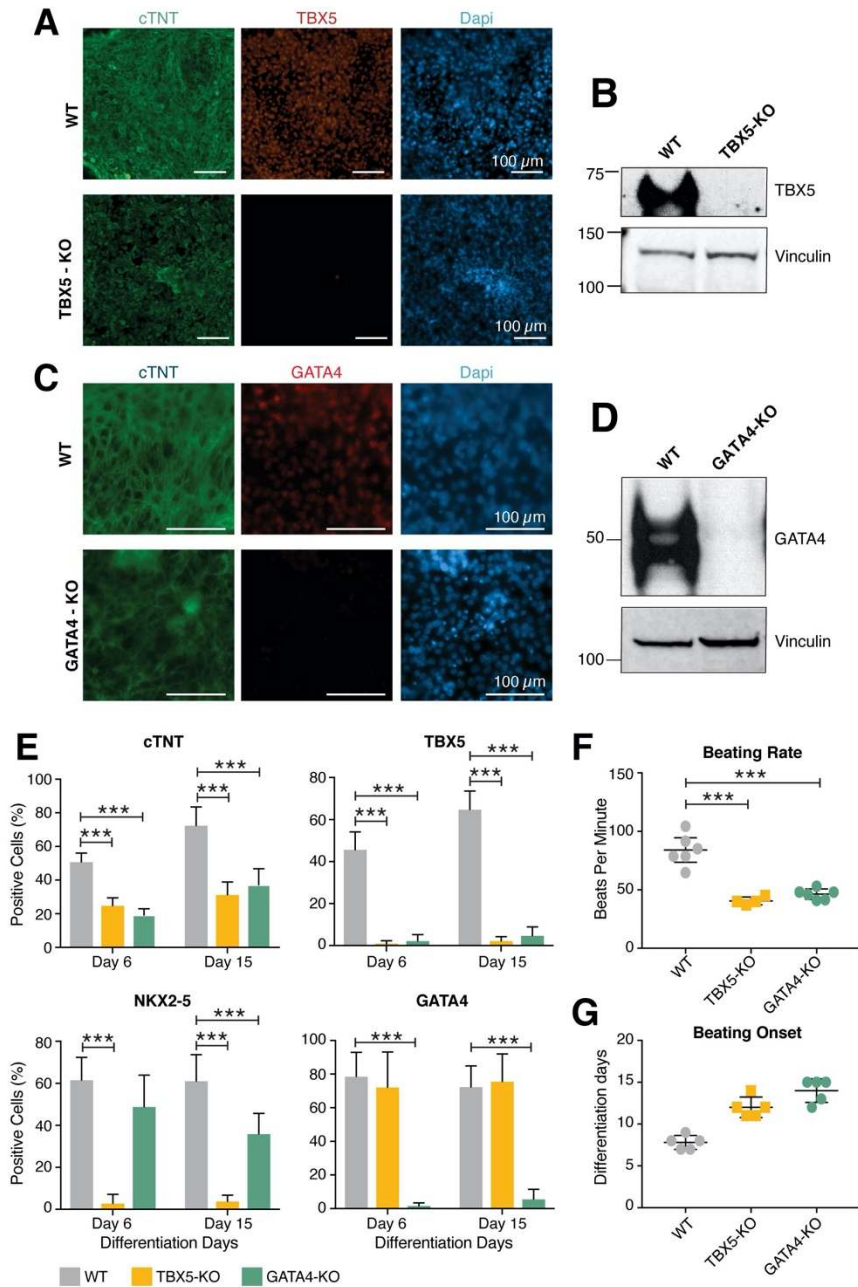 A
cTNT TBX5 Dapi
WT
100 µm
TBX5 - KO
100 µm
B
WT TBX5-KO
75
TBX5
150
Vinculin
100
C
cTNT GATA4 Dapi
WT
100 µm
GATA4 - KO
100 µm
D
WT GATA4-KO
50
GATA4
Vinculin
100
E
cTNT
Positive Cells (%)
100
80
60
40
20
0
*** *** *** ***
Day 6 Day 15
TBX5
60
40
20
0
*** *** *** ***
Day 6 Day 15
NKX2-5
Positive Cells (%)
80
60
40
20
0
*** *** ***
Day 6 Day 15
Differentiation Days
GATA4
100
80
60
40
20
0
*** ***
Day 6 Day 15
Differentiation Days
WT TBX5-KO GATA4-KO
F
Beating Rate
Beats Per Minute
150
100
50
0
*** ***
WT TBX5-KO GATA4-KO
G
Beating Onset
Differentiation days
20
15
10
5
0
WT TBX5-KO GATA4-KO